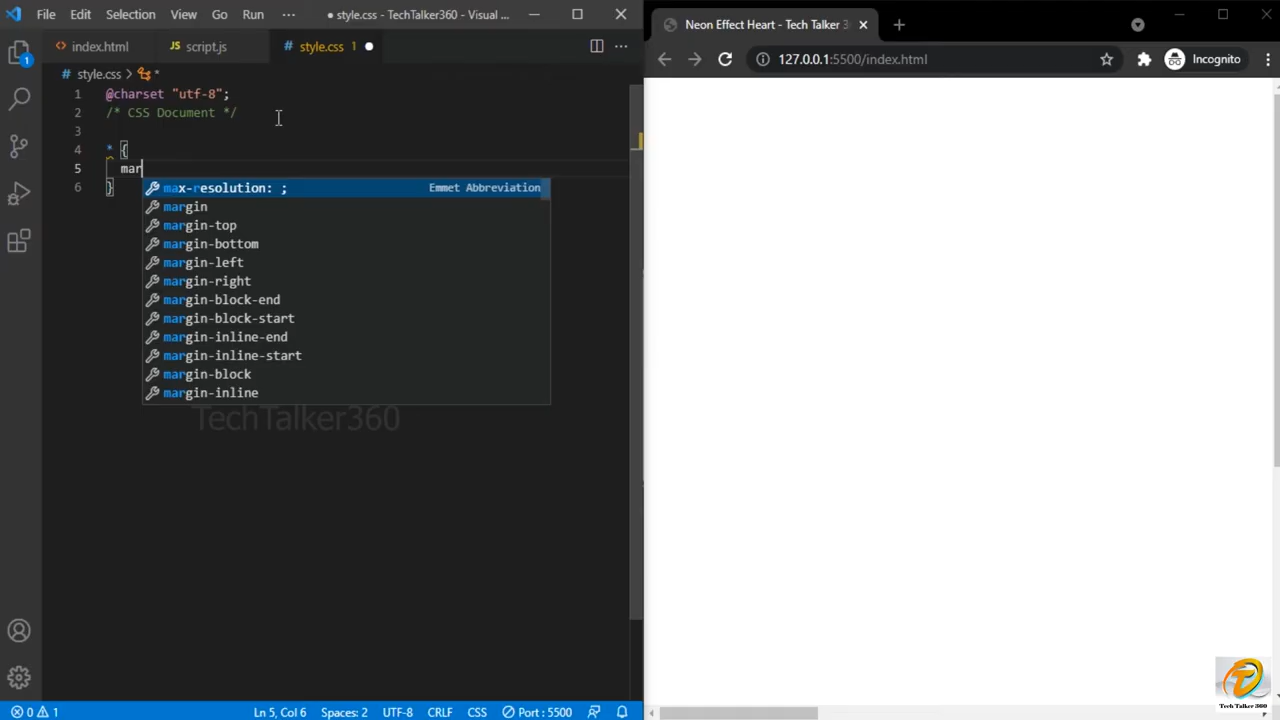 File Edit Selection View Go Run ··· ● style.css - TechTalker360 - Visual ...
index.html JS script.js # style.css 1 ●
# style.css > *
1 @charset "utf-8";
2 /* CSS Document */
3
4 * {
5 mar
6 }
max-resolution: ; Emmet Abbreviation
margin
margin-top
margin-bottom
margin-left
margin-right
margin-block-end
margin-block-start
margin-inline-end
margin-inline-start
margin-block
margin-inline
TechTalker360
1
0 1 Ln 5, Col 6 Spaces: 2 UTF-8 CRLF CSS Port : 5500
Neon Effect Heart - Tech Talker 3
127.0.0.1:5500/index.html Incognito
Tech Talker 360